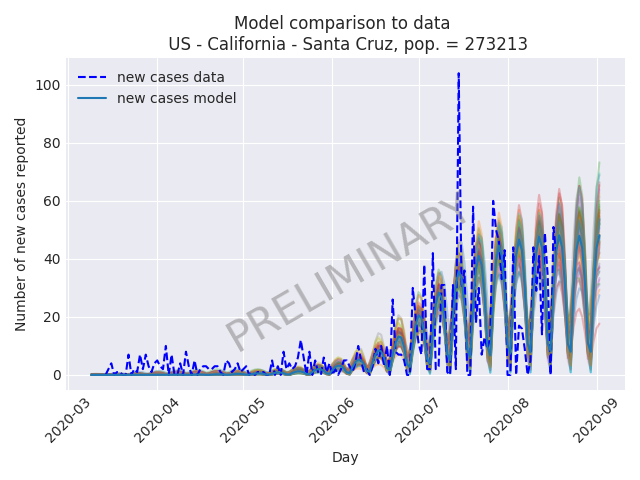 Model comparison to data
US - California - Santa Cruz, pop. = 273213
new cases data
new cases model
PRELIMINARY
Number of new cases reported
100
80
60
40
20
0
2020-03
2020-04
2020-05
2020-06
2020-07
2020-08
2020-09
Day